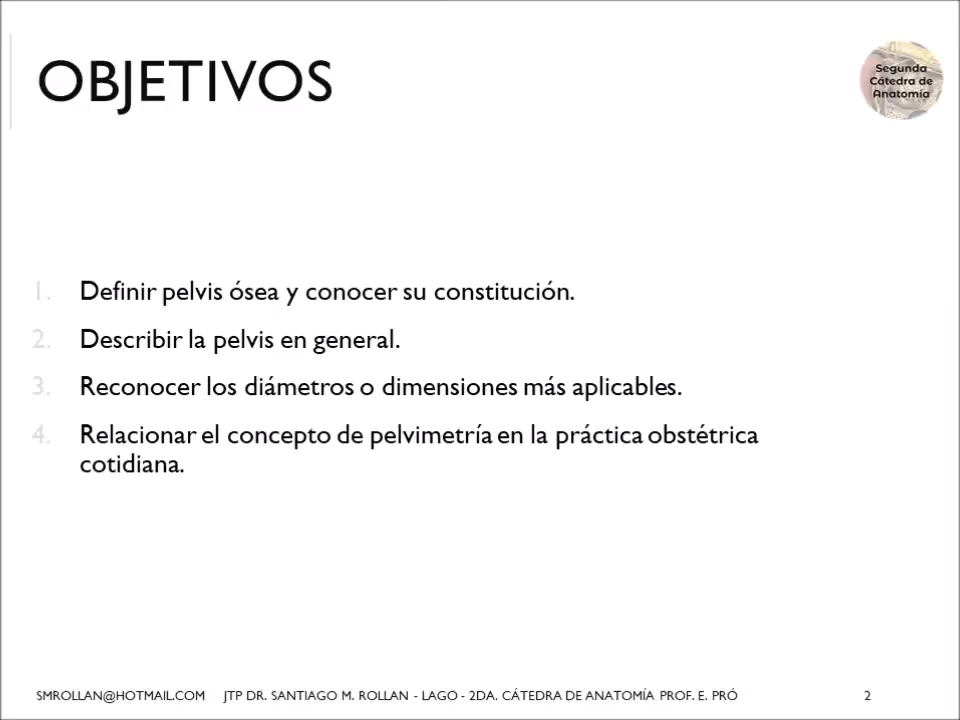 OBJETIVOS
Segunda
Cátedra de
Anatomía
1. Definir pelvis ósea y conocer su constitución.
2. Describir la pelvis en general.
3. Reconocer los diámetros o dimensiones más aplicables.
4. Relacionar el concepto de pelvimetría en la práctica obstétrica
cotidiana.
SMROLLAN@HOTMAIL.COM JTP DR. SANTIAGO M. ROLLAN - LAGO - 2DA. CÁTEDRA DE ANATOMÍA PROF. E. PRÓ 2